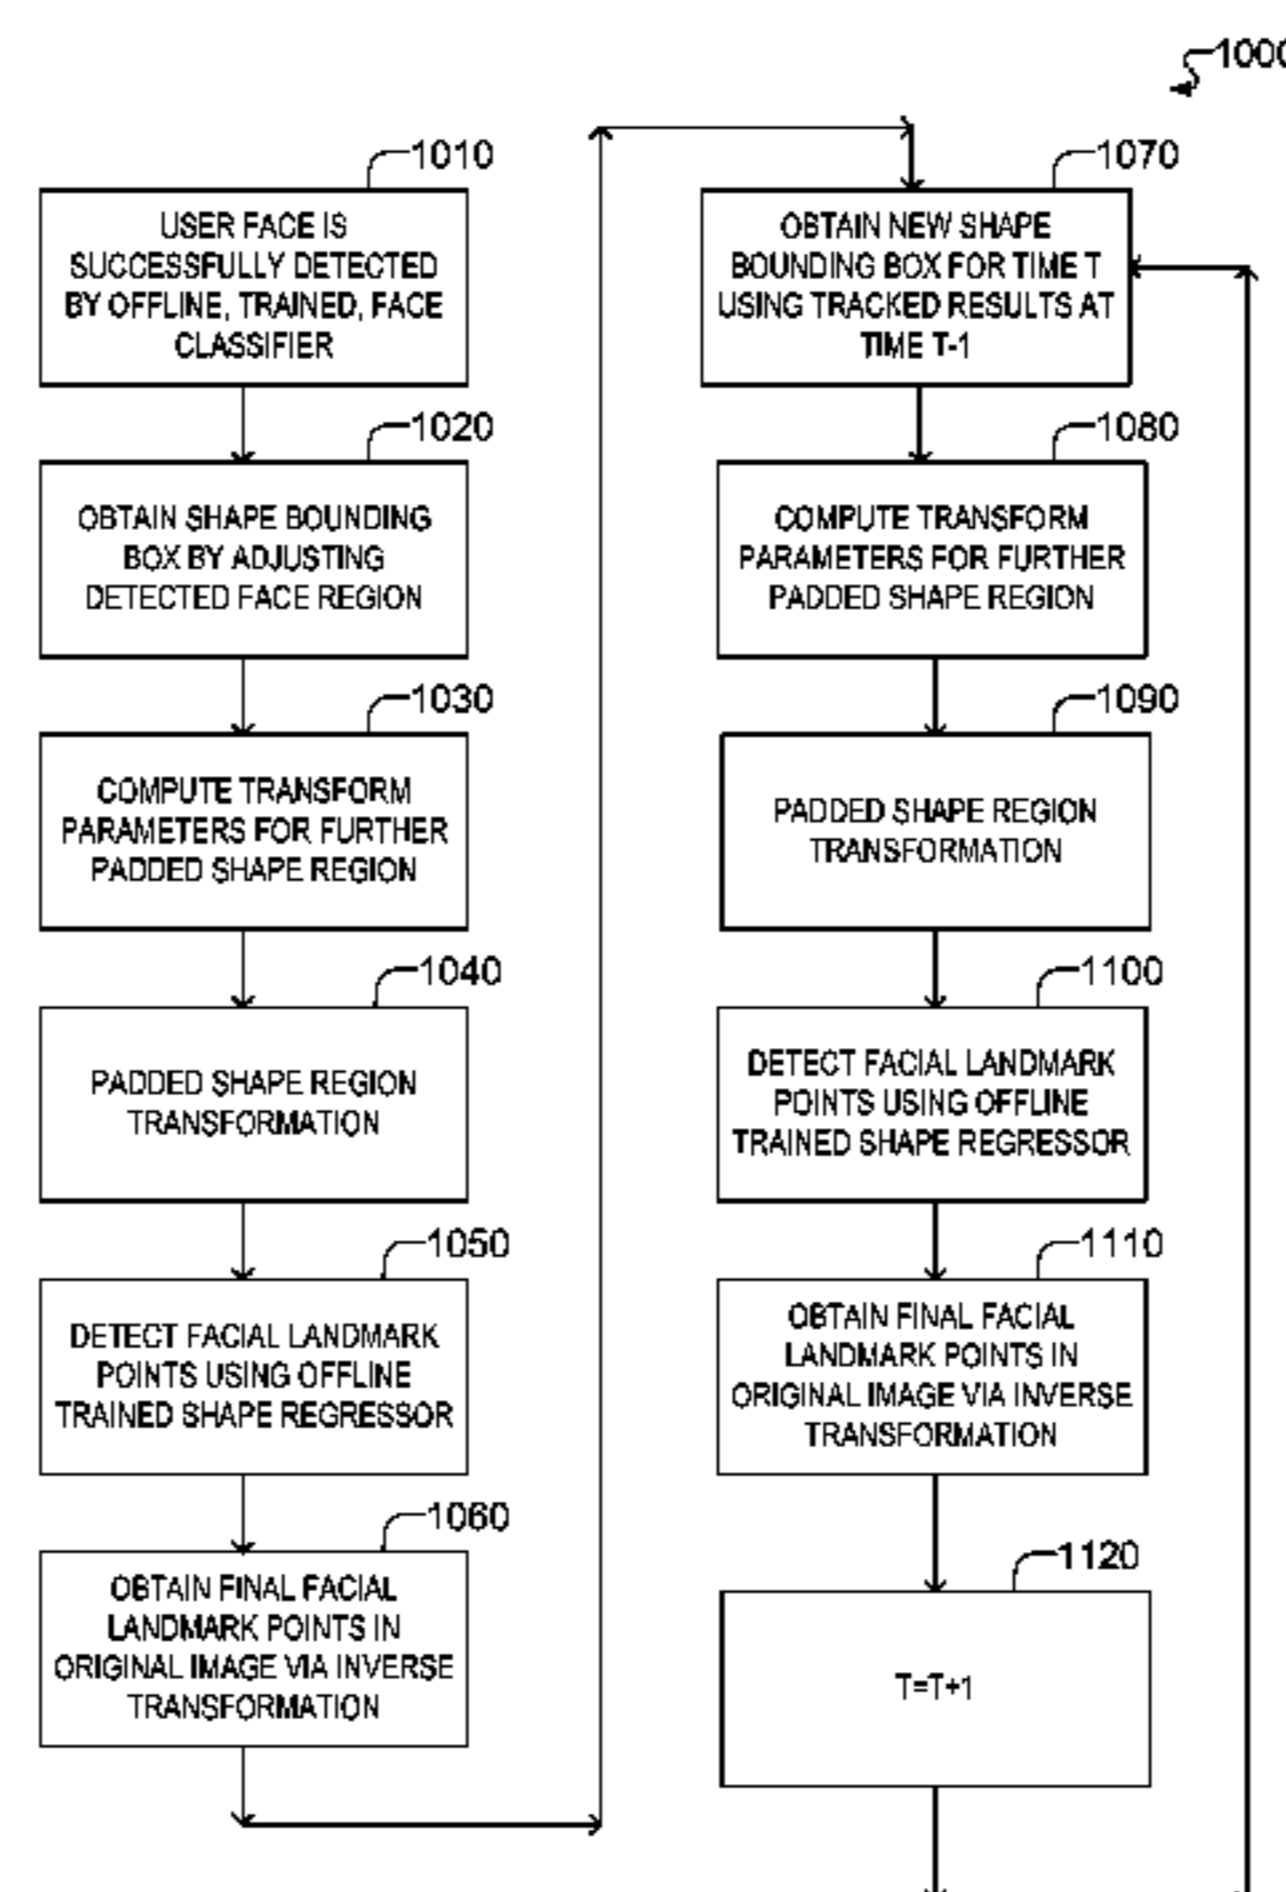 1000
1010
USER FACE IS
SUCCESSFULLY DETECTED
BY OFFLINE, TRAINED, FACE
CLASSIFIER
1020
OBTAIN SHAPE BOUNDING
BOX BY ADJUSTING
DETECTED FACE REGION
1030
COMPUTE TRANSFORM
PARAMETERS FOR FURTHER
PADDED SHAPE REGION
1040
PADDED SHAPE REGION
TRANSFORMATION
1050
DETECT FACIAL LANDMARK
POINTS USING OFFLINE
TRAINED SHAPE REGRESSOR
1060
OBTAIN FINAL FACIAL
LANDMARK POINTS IN
ORIGINAL IMAGE VIA INVERSE
TRANSFORMATION
1070
OBTAIN NEW SHAPE
BOUNDING BOX FOR TIME T
USING TRACKED RESULTS AT
TIME T-1
1080
COMPUTE TRANSFORM
PARAMETERS FOR FURTHER
PADDED SHAPE REGION
1090
PADDED SHAPE REGION
TRANSFORMATION
1100
DETECT FACIAL LANDMARK
POINTS USING OFFLINE
TRAINED SHAPE REGRESSOR
1110
OBTAIN FINAL FACIAL
LANDMARK POINTS IN
ORIGINAL IMAGE VIA INVERSE
TRANSFORMATION
1120
T=T+1